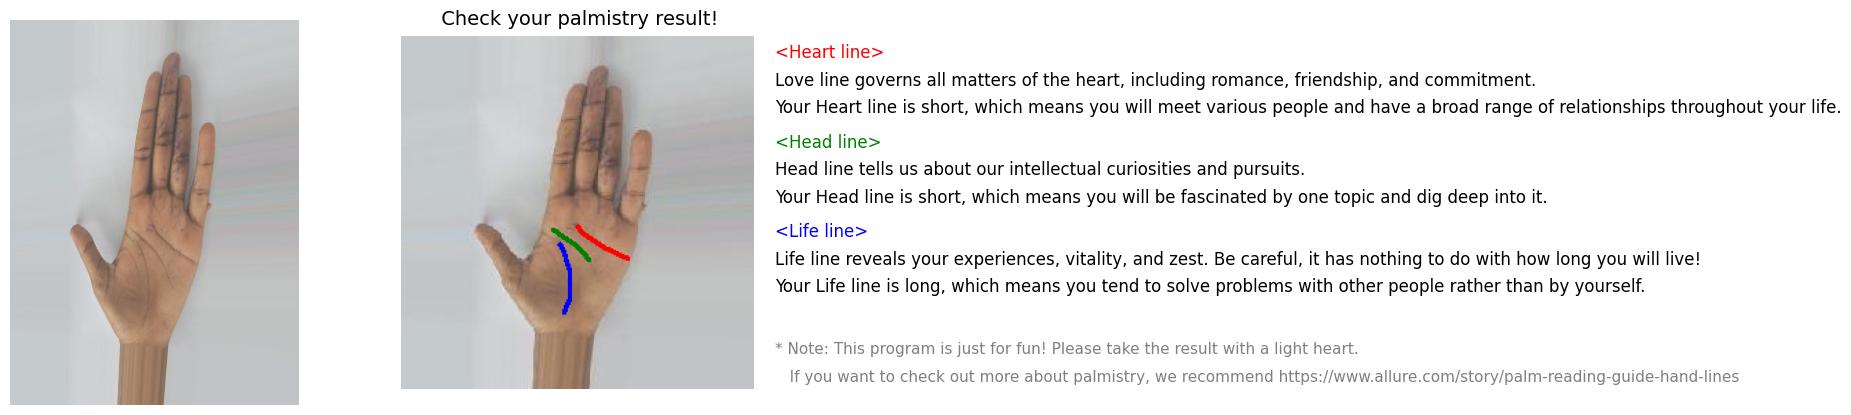 Check your palmistry result!
<Heart line>
Love line governs all matters of the heart, including romance, friendship, and commitment.
Your Heart line is short, which means you will meet various people and have a broad range of relationships throughout your life.
<Head line>
Head line tells us about our intellectual curiosities and pursuits.
Your Head line is short, which means you will be fascinated by one topic and dig deep into it.
<Life line>
Life line reveals your experiences, vitality, and zest. Be careful, it has nothing to do with how long you will live!
Your Life line is long, which means you tend to solve problems with other people rather than by yourself.
* Note: This program is just for fun! Please take the result with a light heart.
If you want to check out more about palmistry, we recommend https://www.allure.com/story/palm-reading-guide-hand-lines